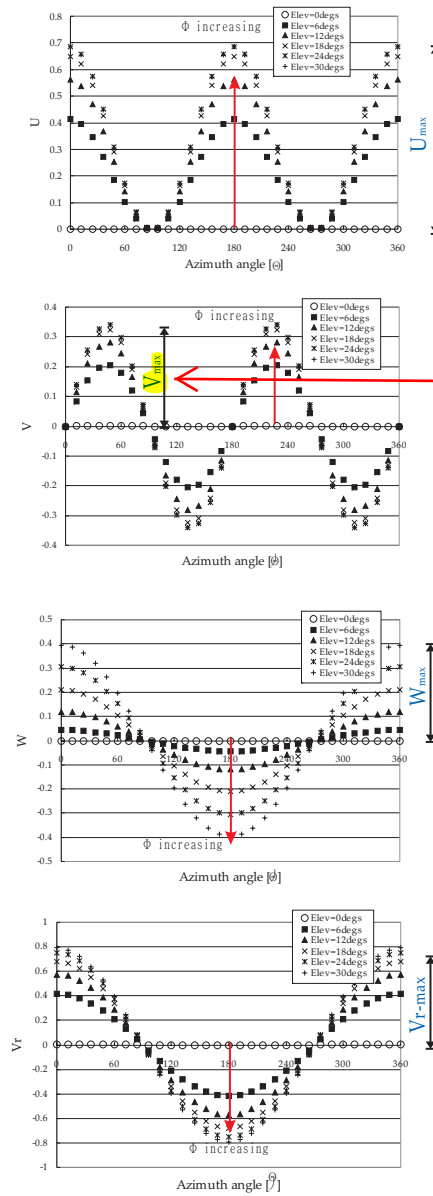 0.8
Φ increasing
Elev=0degs
Elev=6degs
Elev=12degs
Elev=18degs
Elev=24degs
Elev=30degs
0.7
0.6
0.5
0.4
0.3
0.2
0.1
0
U
Umax
0 60 120 180 240 300 360
Azimuth angle [Θ]
Φ increasing
Elev=0degs
Elev=6degs
Elev=12degs
Elev=18degs
Elev=24degs
Elev=30degs
0.4
0.3
0.2
0.1
0
-0.1
-0.2
-0.3
-0.4
V
Vmax
0 60 120 180 240 300 360
Azimuth angle [ϕ]
Elev=0degs
Elev=6degs
Elev=12degs
Elev=18degs
Elev=24degs
Elev=30degs
0.5
0.4
0.3
0.2
0.1
0
-0.1
-0.2
-0.3
-0.4
-0.5
W
Wmax
0 60 120 180 240 300 360
Φ increasing
Azimuth angle [ϕ]
Elev=0degs
Elev=6degs
Elev=12degs
Elev=18degs
Elev=24degs
Elev=30degs
1
0.8
0.6
0.4
0.2
0
-0.2
-0.4
-0.6
-0.8
-1
Vr
Vr-max
0 60 120 180 240 300 360
Φ increasing
Azimuth angle [